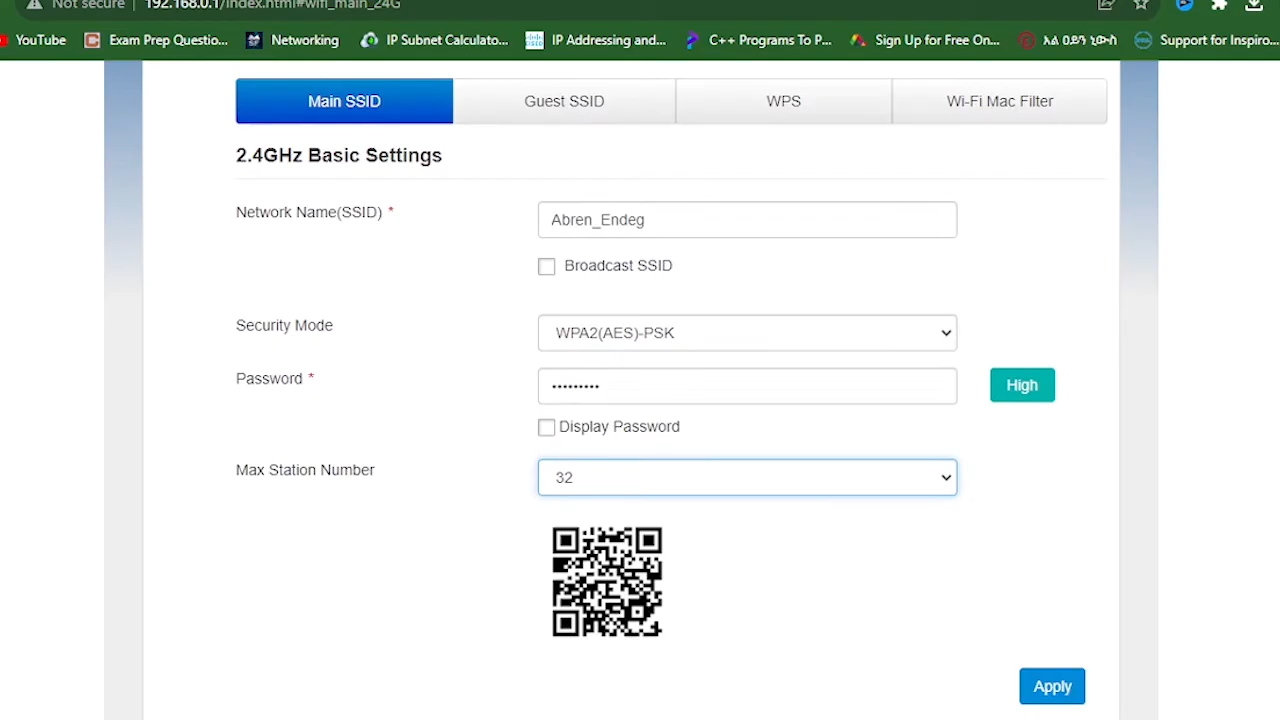 Not secure 192.168.0.1/index.html#wifi_main_24G
YouTube Exam Prep Questio... Networking IP Subnet Calculato... IP Addressing and... C++ Programs To P... Sign Up for Free On... አል ዐይን ኒውስ Support for Inspiro...
Main SSID Guest SSID WPS Wi-Fi Mac Filter
2.4GHz Basic Settings
Network Name(SSID) * Abren_Endeg
Broadcast SSID
Security Mode WPA2(AES)-PSK
Password * ••••••••• High
Display Password
Max Station Number 32
Apply